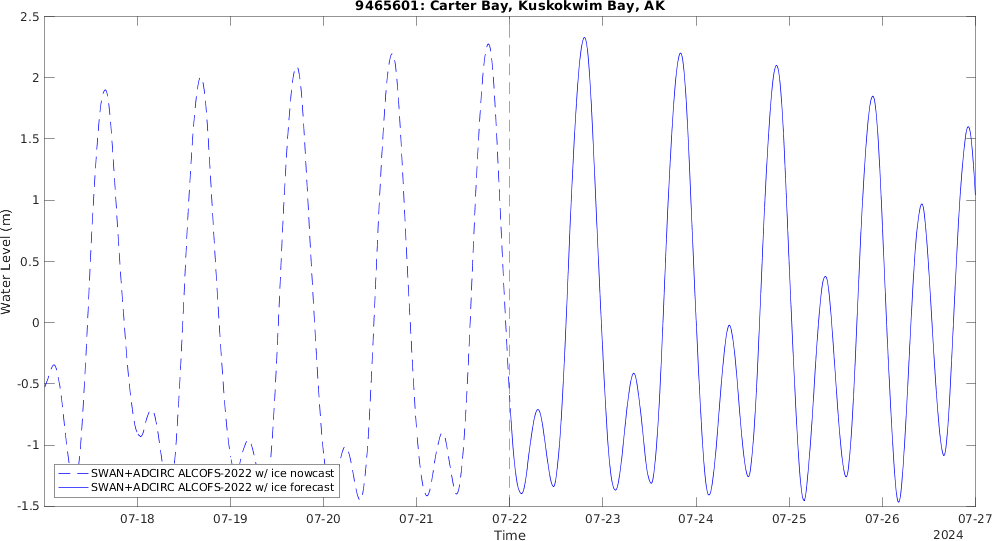 9465601: Carter Bay, Kuskokwim Bay, AK
2.5
2
1.5
1
0.5
0
-0.5
-1
-1.5
Water Level (m)
SWAN+ADCIRC ALCOFS-2022 w/ ice nowcast
SWAN+ADCIRC ALCOFS-2022 w/ ice forecast
07-18 07-19 07-20 07-21 07-22 07-23 07-24 07-25 07-26 07-27
Time
2024